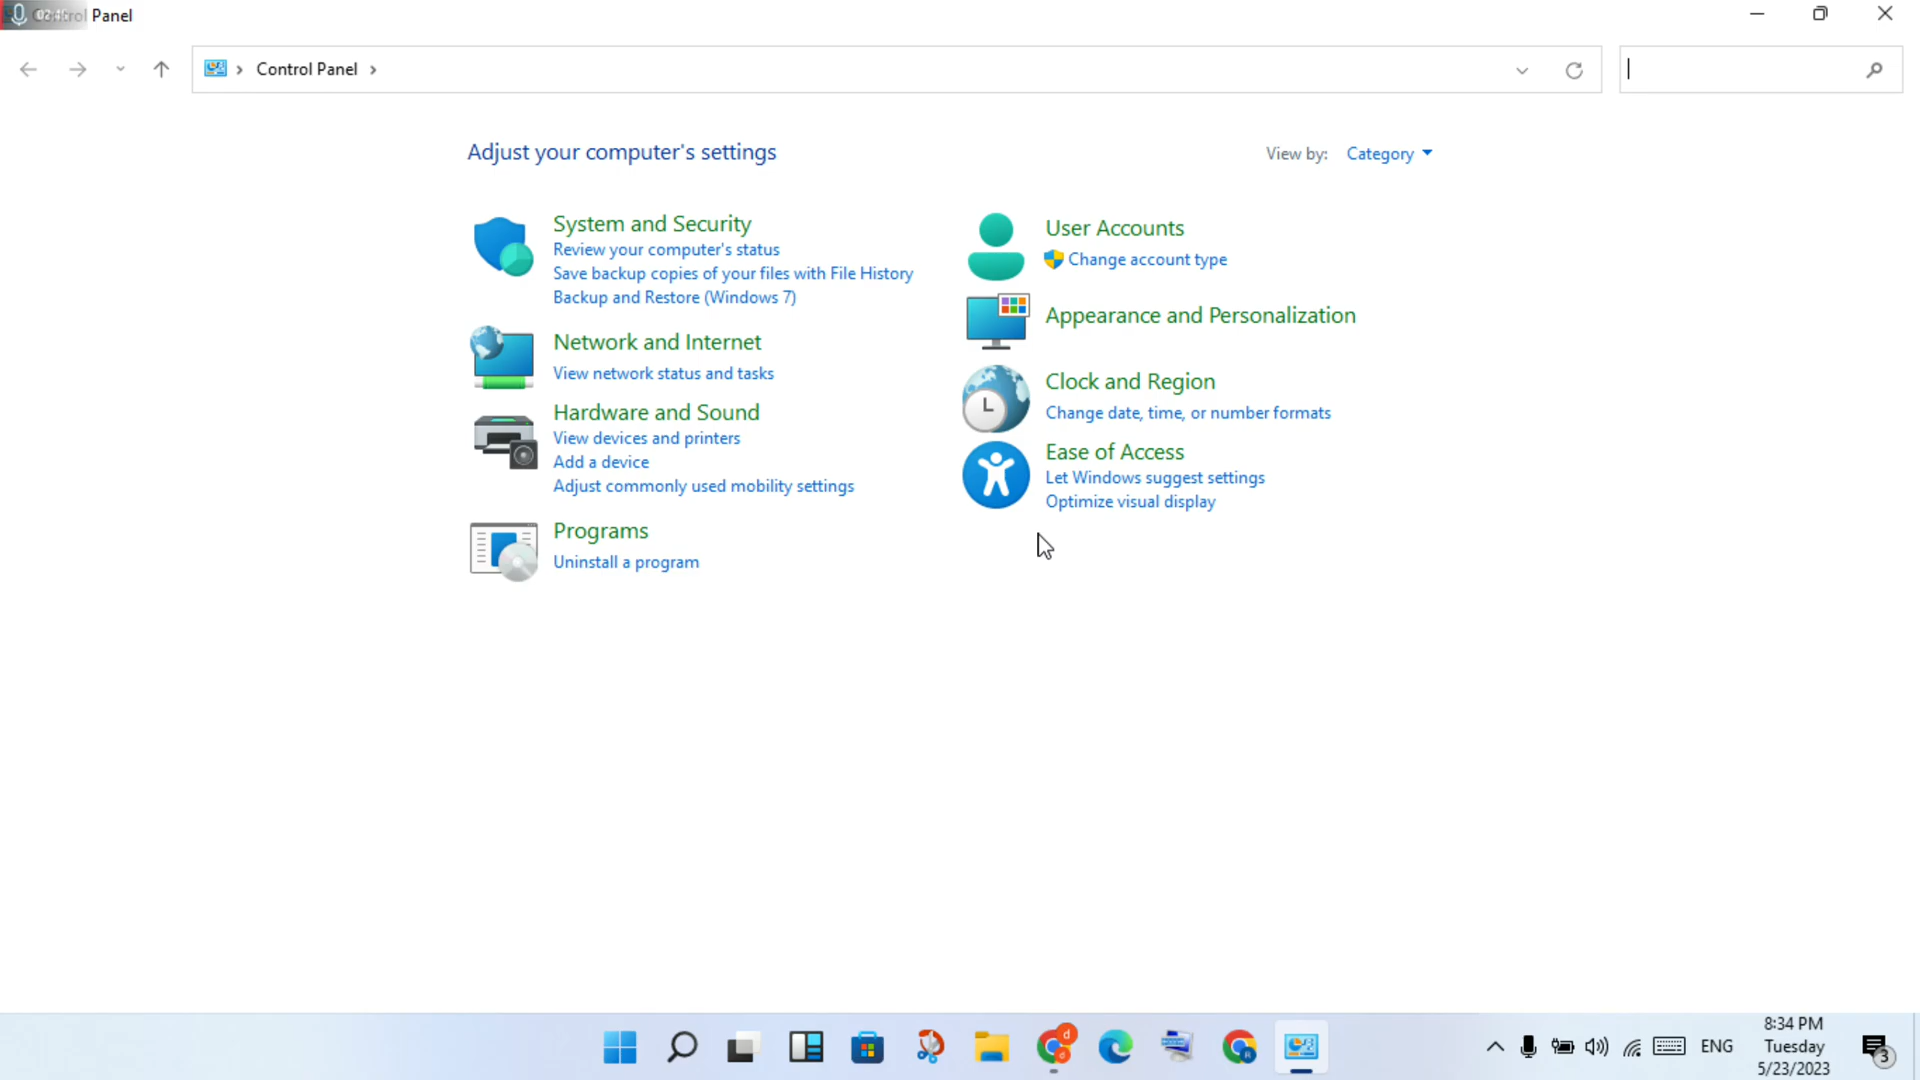 Control Panel
Control Panel
Adjust your computer's settings
View by: Category
System and Security
Review your computer's status
Save backup copies of your files with File History
Backup and Restore (Windows 7)
Network and Internet
View network status and tasks
Hardware and Sound
View devices and printers
Add a device
Adjust commonly used mobility settings
Programs
Uninstall a program
User Accounts
Change account type
Appearance and Personalization
Clock and Region
Change date, time, or number formats
Ease of Access
Let Windows suggest settings
Optimize visual display
d
d
R
ENG
8:34 PM
Tuesday
5/23/2023
3